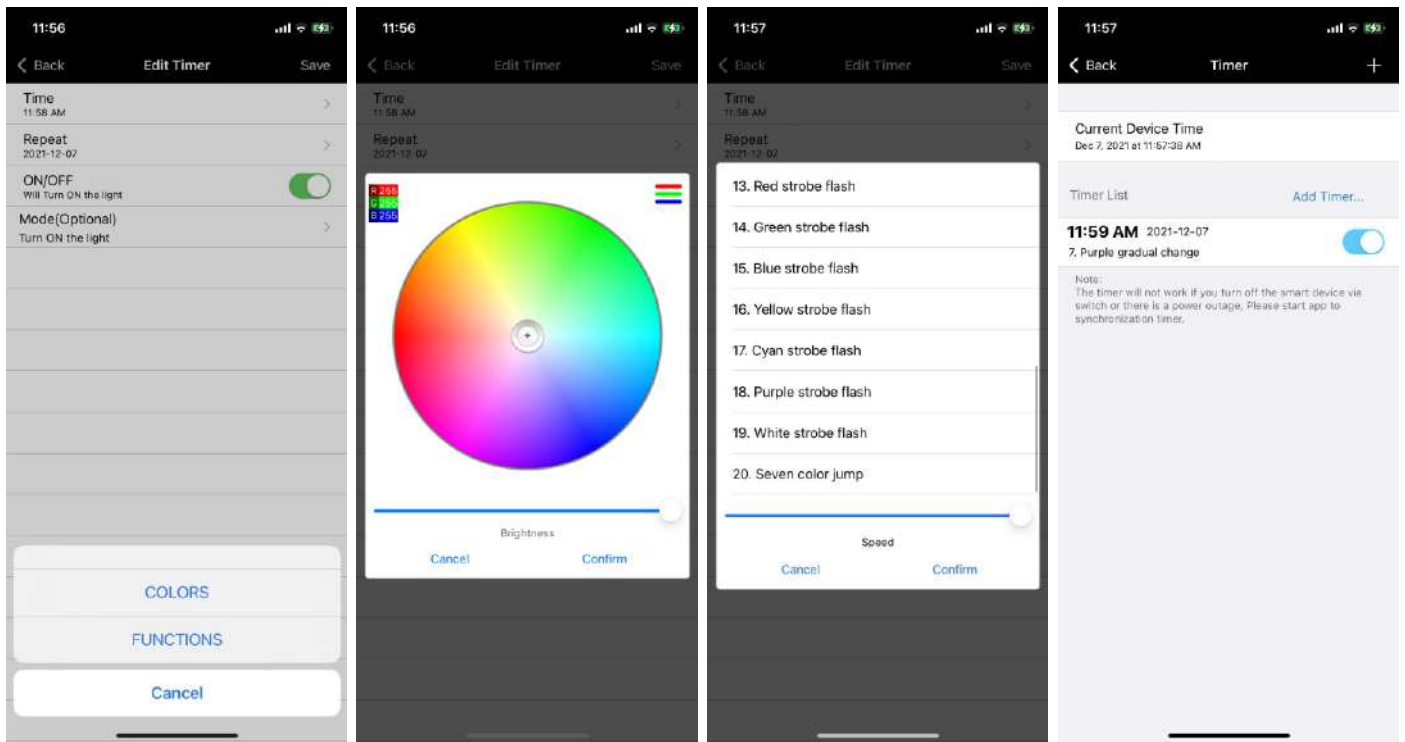 11:56
Back Edit Timer Save
Time
11:58 AM
Repeat
2021-12-07
ON/OFF
Will Turn ON the light
Mode(Optional)
Turn ON the light
COLORS
FUNCTIONS
Cancel
11:56
Back Edit Timer Save
Time
11:58 AM
Repeat
2021-12-07
R 255
G 255
B 255
Brightness
Cancel Confirm
11:57
Back Edit Timer Save
Time
11:58 AM
Repeat
2021-12-07
13. Red strobe flash
14. Green strobe flash
15. Blue strobe flash
16. Yellow strobe flash
17. Cyan strobe flash
18. Purple strobe flash
19. White strobe flash
20. Seven color jump
Speed
Cancel Confirm
11:57
Back Timer +
Current Device Time
Dec 7, 2021 at 11:57:38 AM
Timer List Add Timer...
11:59 AM 2021-12-07
7. Purple gradual change
Note:
The timer will not work if you turn off the smart device via
switch or there is a power outage, Please start app to
synchronization timer.